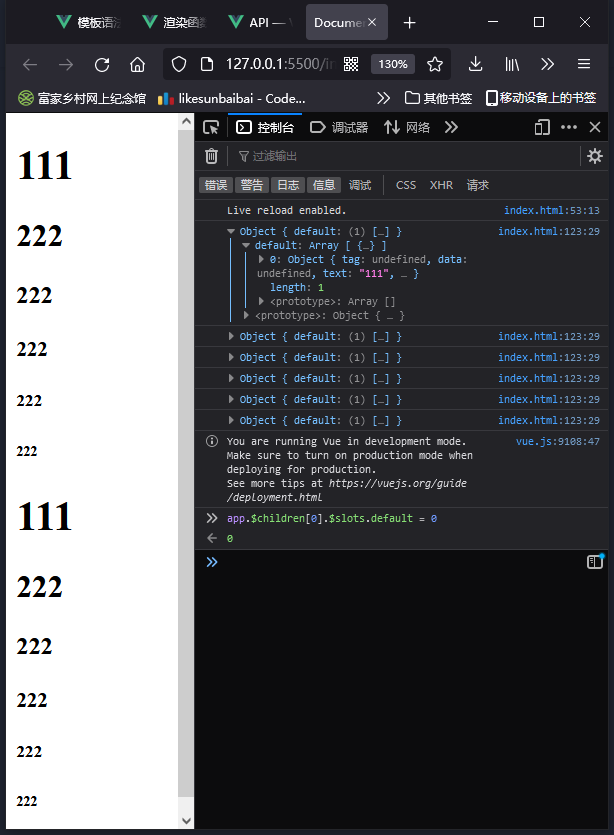 模板语法
渲染函数
API — V
Documen
127.0.0.1:5500/in
130%
富家乡村网上纪念馆
likesunbaibai - Code...
其他书签
移动设备上的书签
111
222
222
222
222
222
111
222
222
222
222
222
控制台
调试器
网络
过滤输出
错误 警告 日志 信息 调试 CSS XHR 请求
Live reload enabled. index.html:53:13
Object { default: (1) […] } index.html:123:29
default: Array [ {…} ]
0: Object { tag: undefined, data:
undefined, text: "111", … }
length: 1
<prototype>: Array []
<prototype>: Object { … }
Object { default: (1) […] } index.html:123:29
Object { default: (1) […] } index.html:123:29
Object { default: (1) […] } index.html:123:29
Object { default: (1) […] } index.html:123:29
Object { default: (1) […] } index.html:123:29
You are running Vue in development mode. vue.js:9108:47
Make sure to turn on production mode when
deploying for production.
See more tips at https://vuejs.org/guide
/deployment.html
app.$children[0].$slots.default = 0
0